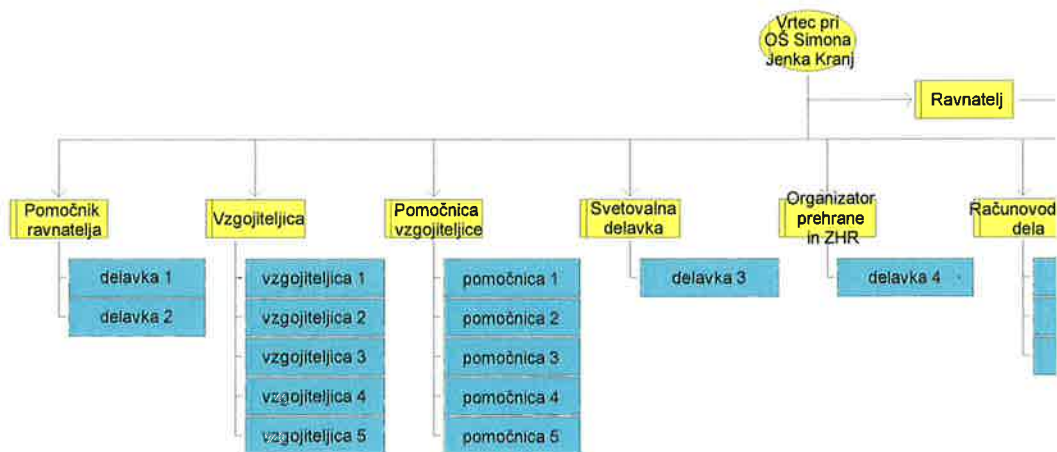 Vrtec pri
OŠ Simona
Jenka Kranj
Ravnatelj
Pomočnik
ravnatelja
Vzgojiteljica
Pomočnica
vzgojiteljice
Svetovalna
delavka
Organizator
prehrane
in ZHR
Računovod
dela
delavka 1
delavka 2
vzgojiteljica 1
vzgojiteljica 2
vzgojiteljica 3
vzgojiteljica 4
vzgojiteljica 5
pomočnica 1
pomočnica 2
pomočnica 3
pomočnica 4
pomočnica 5
delavka 3
delavka 4